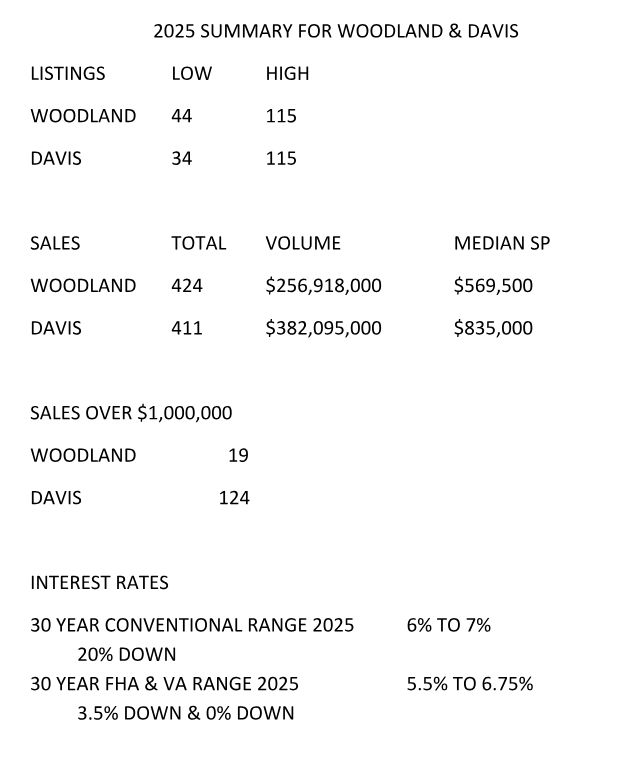 2025 SUMMARY FOR WOODLAND & DAVIS
LISTINGS LOW HIGH
WOODLAND 44 115
DAVIS 34 115
SALES TOTAL VOLUME MEDIAN SP
WOODLAND 424 $256,918,000 $569,500
DAVIS 411 $382,095,000 $835,000
SALES OVER $1,000,000
WOODLAND 19
DAVIS 124
INTEREST RATES
30 YEAR CONVENTIONAL RANGE 2025 6% TO 7%
20% DOWN
30 YEAR FHA & VA RANGE 2025 5.5% TO 6.75%
3.5% DOWN & 0% DOWN